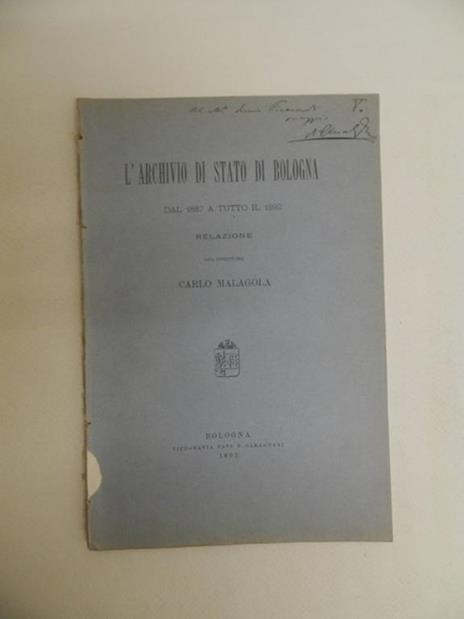 L'ARCHIVIO DI STATO DI BOLOGNA
DAL 1887 A TUTTO IL 1892
RELAZIONE
DEL DIRETTORE
CARLO MALAGOLA
BOLOGNA
TIPOGRAFIA FAVA E GARAGNANI
1893